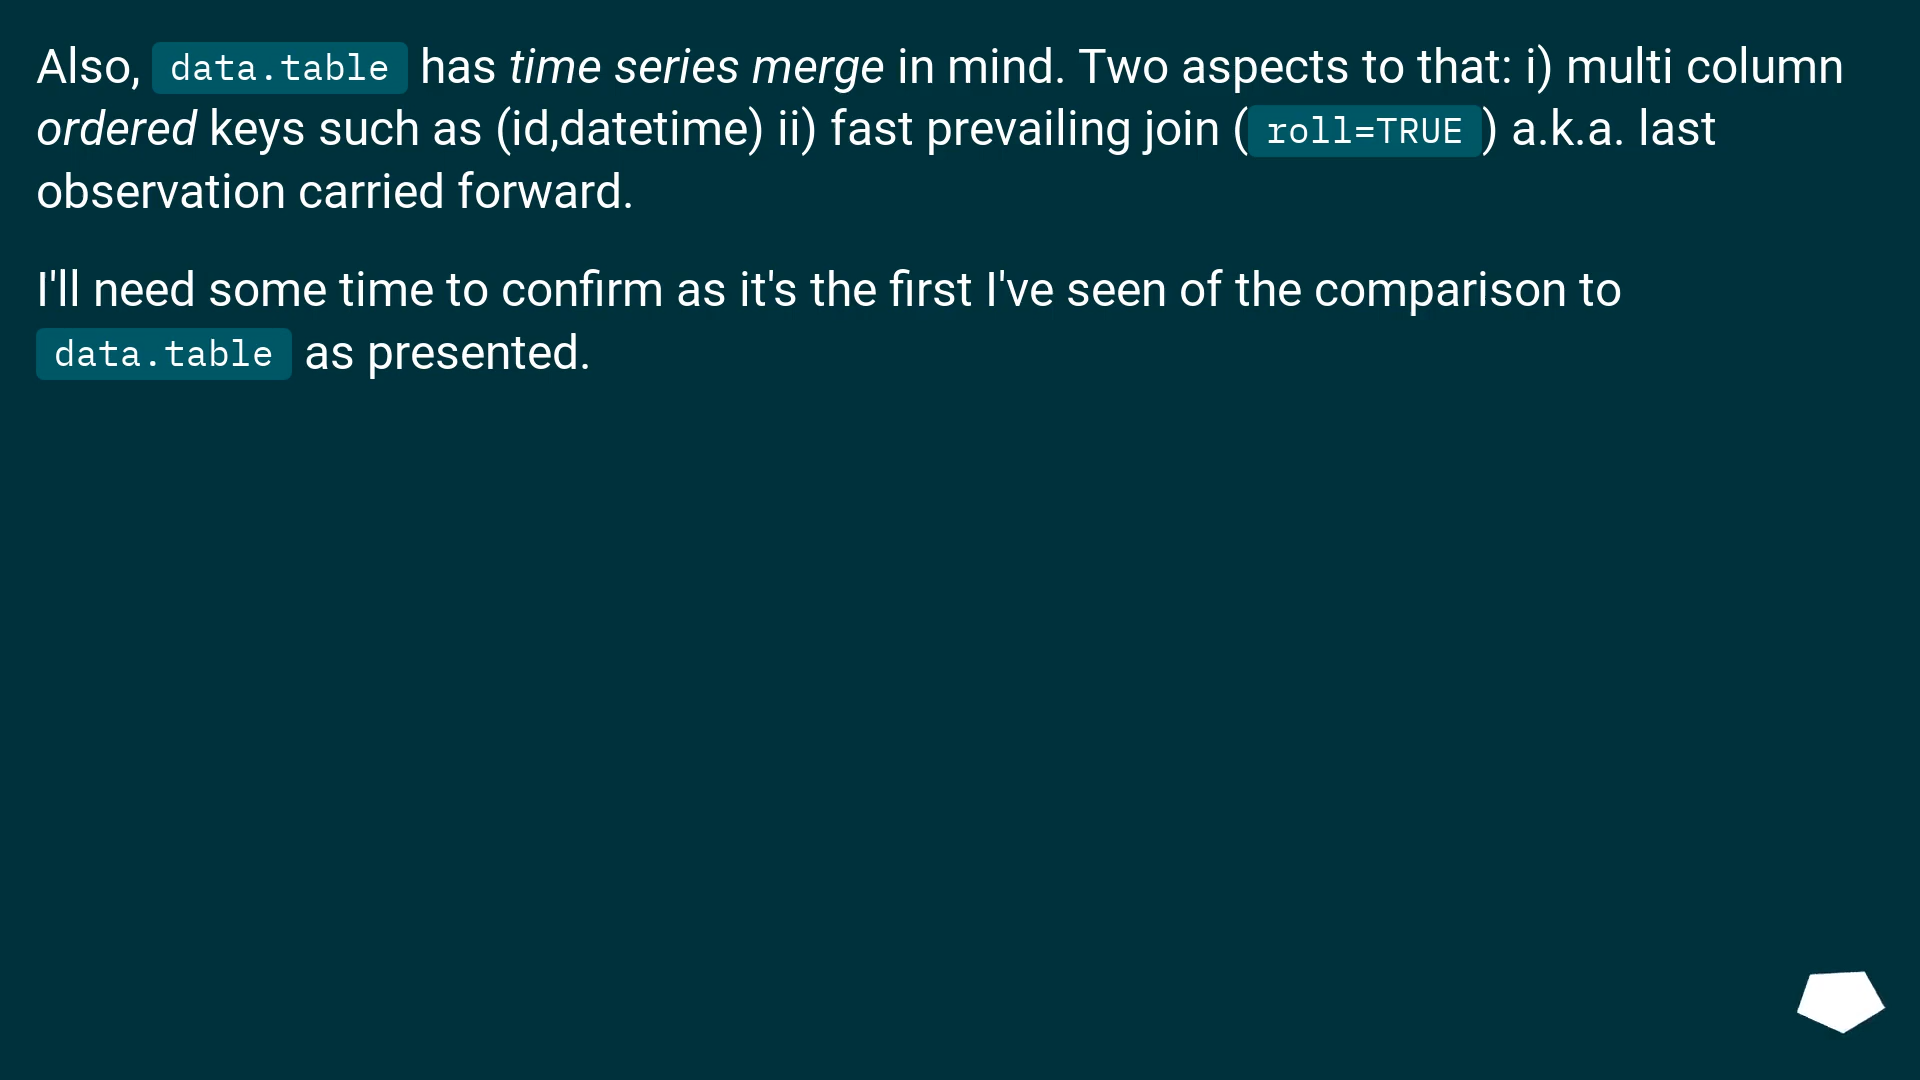 Also, data.table has time series merge in mind. Two aspects to that: i) multi column
ordered keys such as (id,datetime) ii) fast prevailing join (roll=TRUE) a.k.a. last
observation carried forward.
I'll need some time to confirm as it's the first I've seen of the comparison to
data.table as presented.